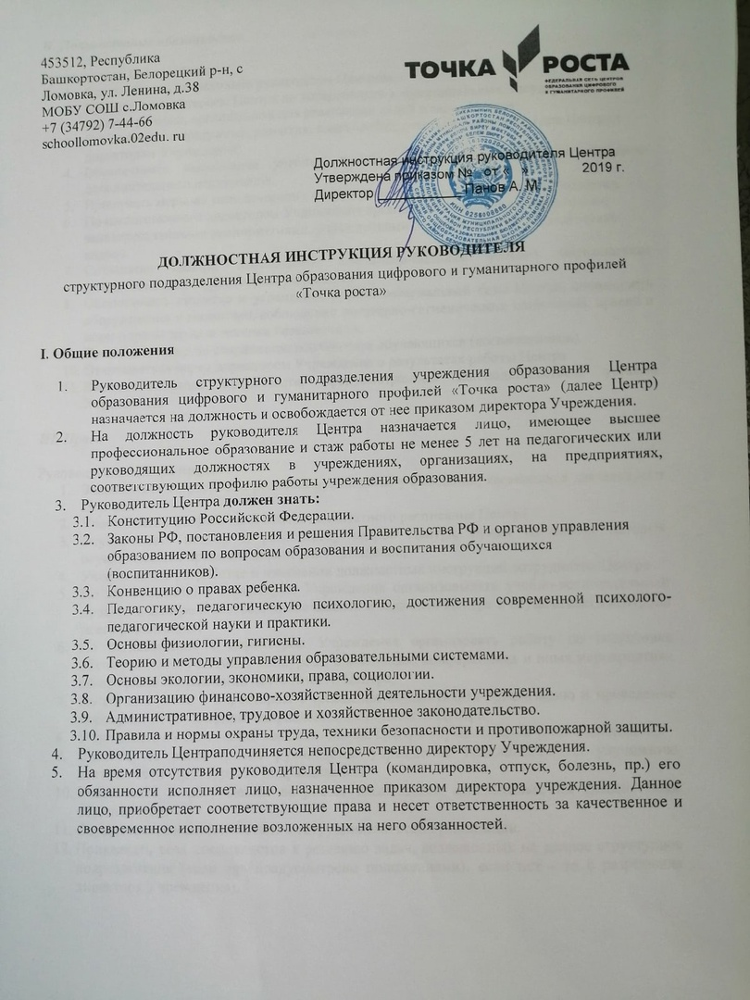 453512, Республика
Башкортостан, Белорецкий р-н, с
Ломовка, ул. Ленина, д.38
МОБУ СОШ с.Ломовка
+7 (34792) 7-44-66
schoollomovka.02edu. ru
ТОЧКА РОСТА
ФЕДЕРАЛЬНАЯ СЕТЬ ЦЕНТРОВ
ОБРАЗОВАНИЯ ЦИФРОВОГО
И ГУМАНИТАРНОГО ПРОФИЛЕЙ
Должностная инструкция руководителя Центра
Утверждена приказом № от « » 2019 г.
Директор ____________ Панов А. М.
ДОЛЖНОСТНАЯ ИНСТРУКЦИЯ РУКОВОДИТЕЛЯ
структурного подразделения Центра образования цифрового и гуманитарного профилей
«Точка роста»
I. Общие положения
1. Руководитель структурного подразделения учреждения образования Центра
образования цифрового и гуманитарного профилей «Точка роста» (далее Центр)
назначается на должность и освобождается от нее приказом директора Учреждения.
2. На должность руководителя Центра назначается лицо, имеющее высшее
профессиональное образование и стаж работы не менее 5 лет на педагогических или
руководящих должностях в учреждениях, организациях, на предприятиях,
соответствующих профилю работы учреждения образования.
3. Руководитель Центра должен знать:
3.1. Конституцию Российской Федерации.
3.2. Законы РФ, постановления и решения Правительства РФ и органов управления
образованием по вопросам образования и воспитания обучающихся
(воспитанников).
3.3. Конвенцию о правах ребенка.
3.4. Педагогику, педагогическую психологию, достижения современной психолого-
педагогической науки и практики.
3.5. Основы физиологии, гигиены.
3.6. Теорию и методы управления образовательными системами.
3.7. Основы экологии, экономики, права, социологии.
3.8. Организацию финансово-хозяйственной деятельности учреждения.
3.9. Административное, трудовое и хозяйственное законодательство.
3.10. Правила и нормы охраны труда, техники безопасности и противопожарной защиты.
4. Руководитель Центраподчиняется непосредственно директору Учреждения.
5. На время отсутствия руководителя Центра (командировка, отпуск, болезнь, пр.) его
обязанности исполняет лицо, назначенное приказом директора учреждения. Данное
лицо, приобретает соответствующие права и несет ответственность за качественное и
своевременное исполнение возложенных на него обязанностей.